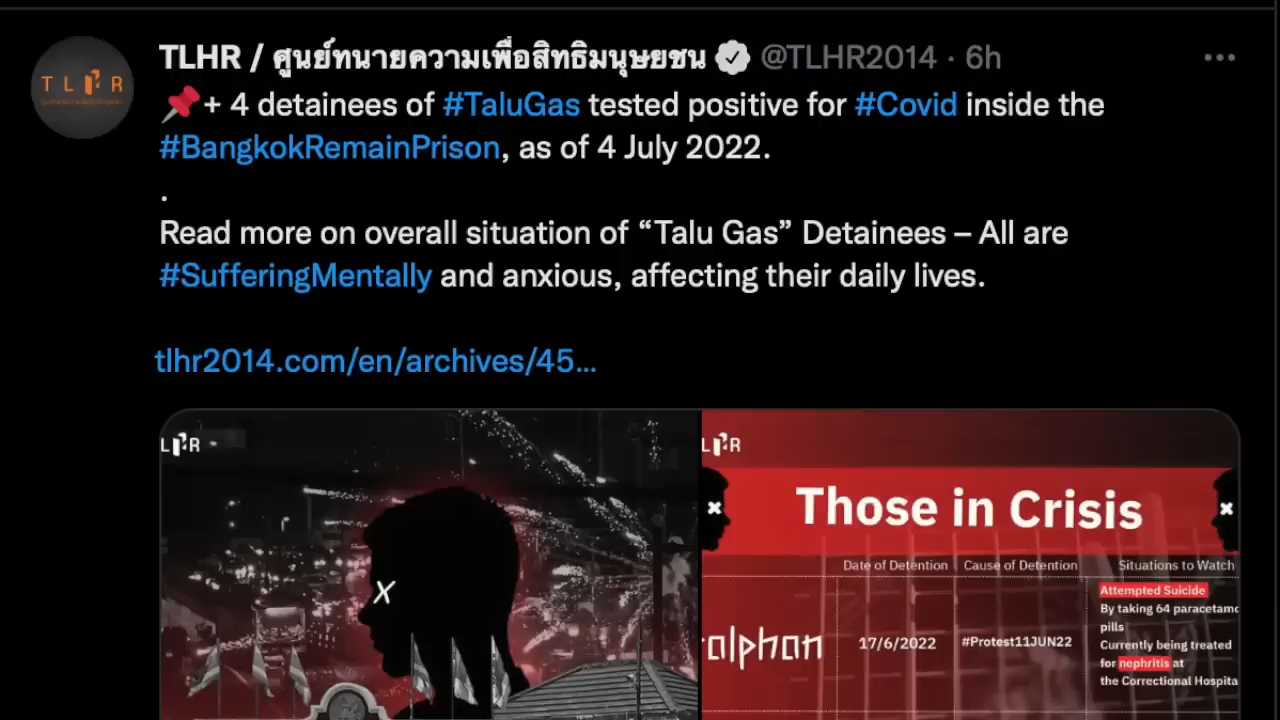 TLHR
TLHR / ศูนย์ทนายความเพื่อสิทธิมนุษยชน @TLHR2014 · 6h
📌+ 4 detainees of #TaluGas tested positive for #Covid inside the
#BangkokRemainPrison, as of 4 July 2022.
.
Read more on overall situation of “Talu Gas” Detainees – All are
#SufferingMentally and anxious, affecting their daily lives.
tlhr2014.com/en/archives/45...
LHR
X
LHR
Those in Crisis
Date of Detention Cause of Detention Situations to Watch
alphan 17/6/2022 #Protest11JUN22
Attempted Suicide
By taking 64 paracetamo
pills
Currently being treated
for nephritis at
the Correctional Hospita